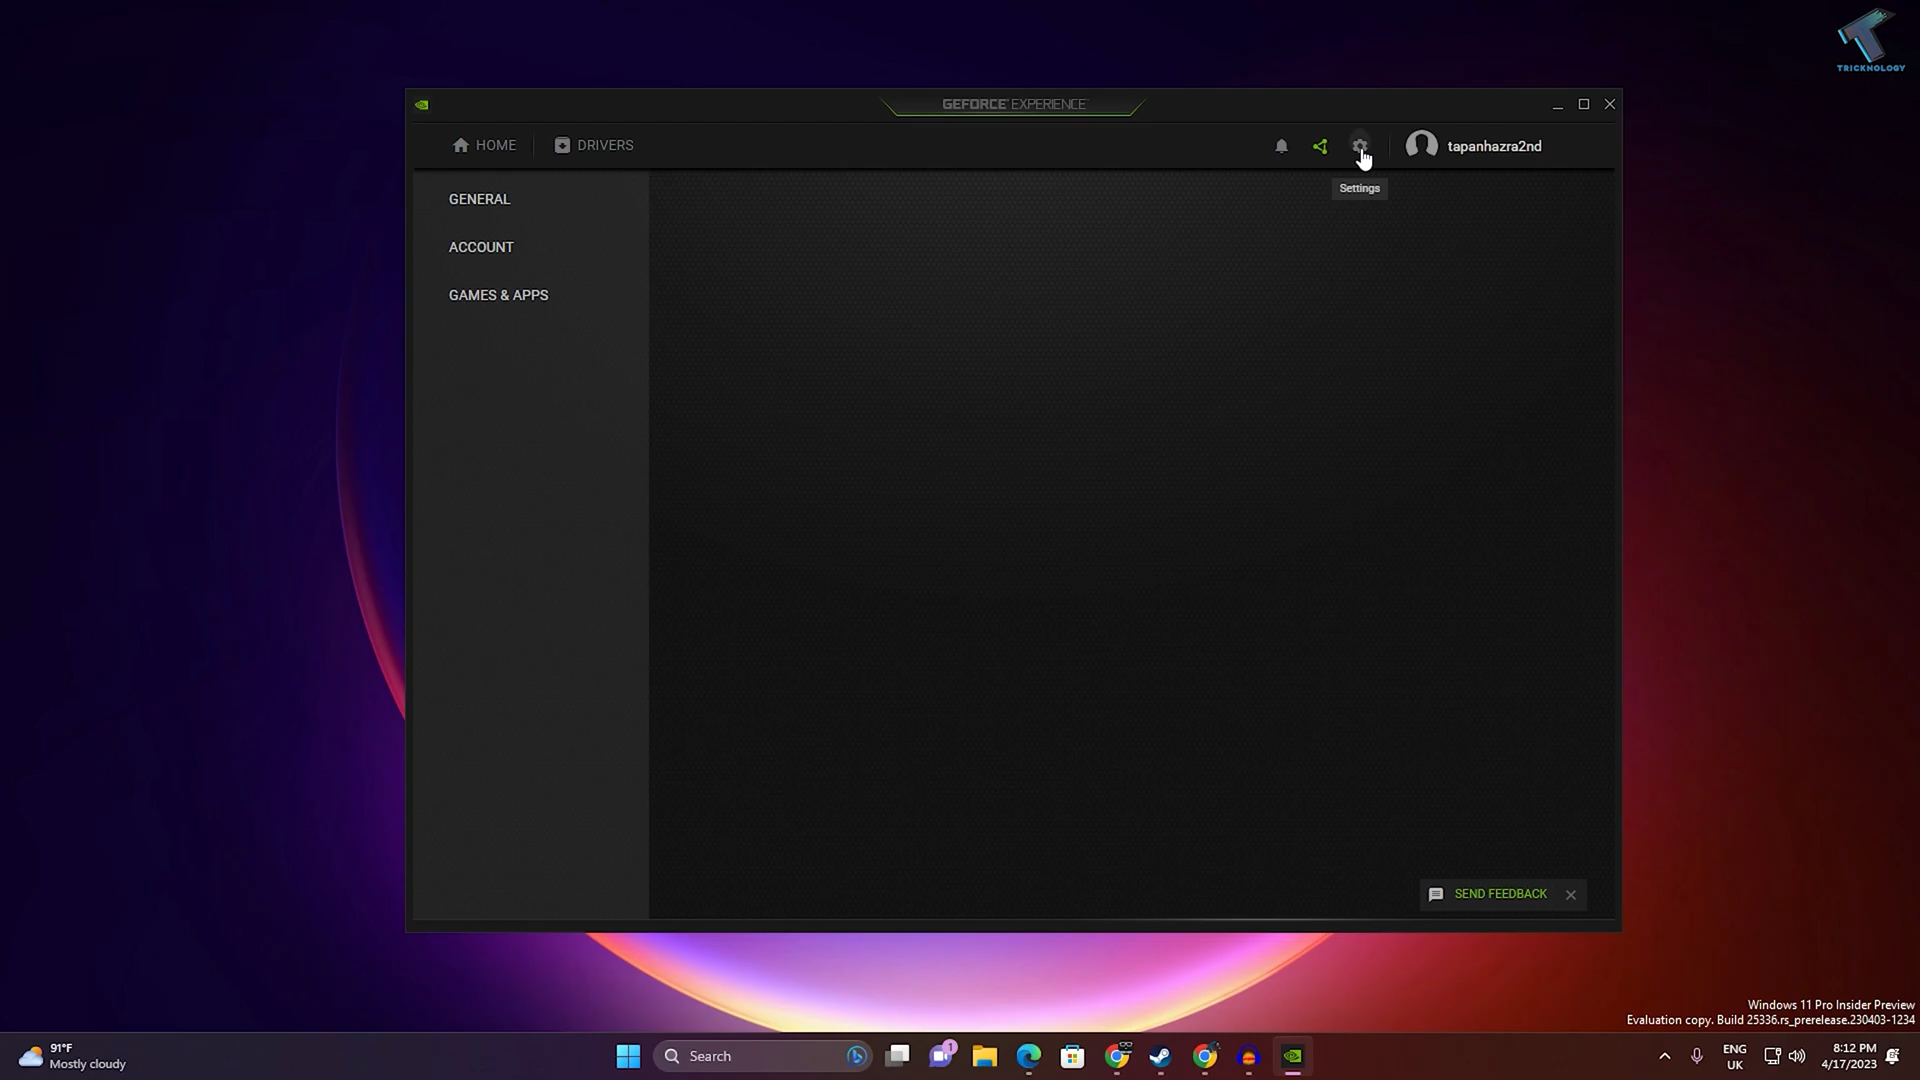 TRICKNOLOGY
GEFORCE EXPERIENCE
HOME
DRIVERS
tapanhazra2nd
Settings
GENERAL
ACCOUNT
GAMES & APPS
SEND FEEDBACK
Windows 11 Pro Insider Preview
Evaluation copy. Build 25336.rs_prerelease.230403-1234
91°F
Mostly cloudy
Search
1
ENG
UK
8:12 PM
4/17/2023